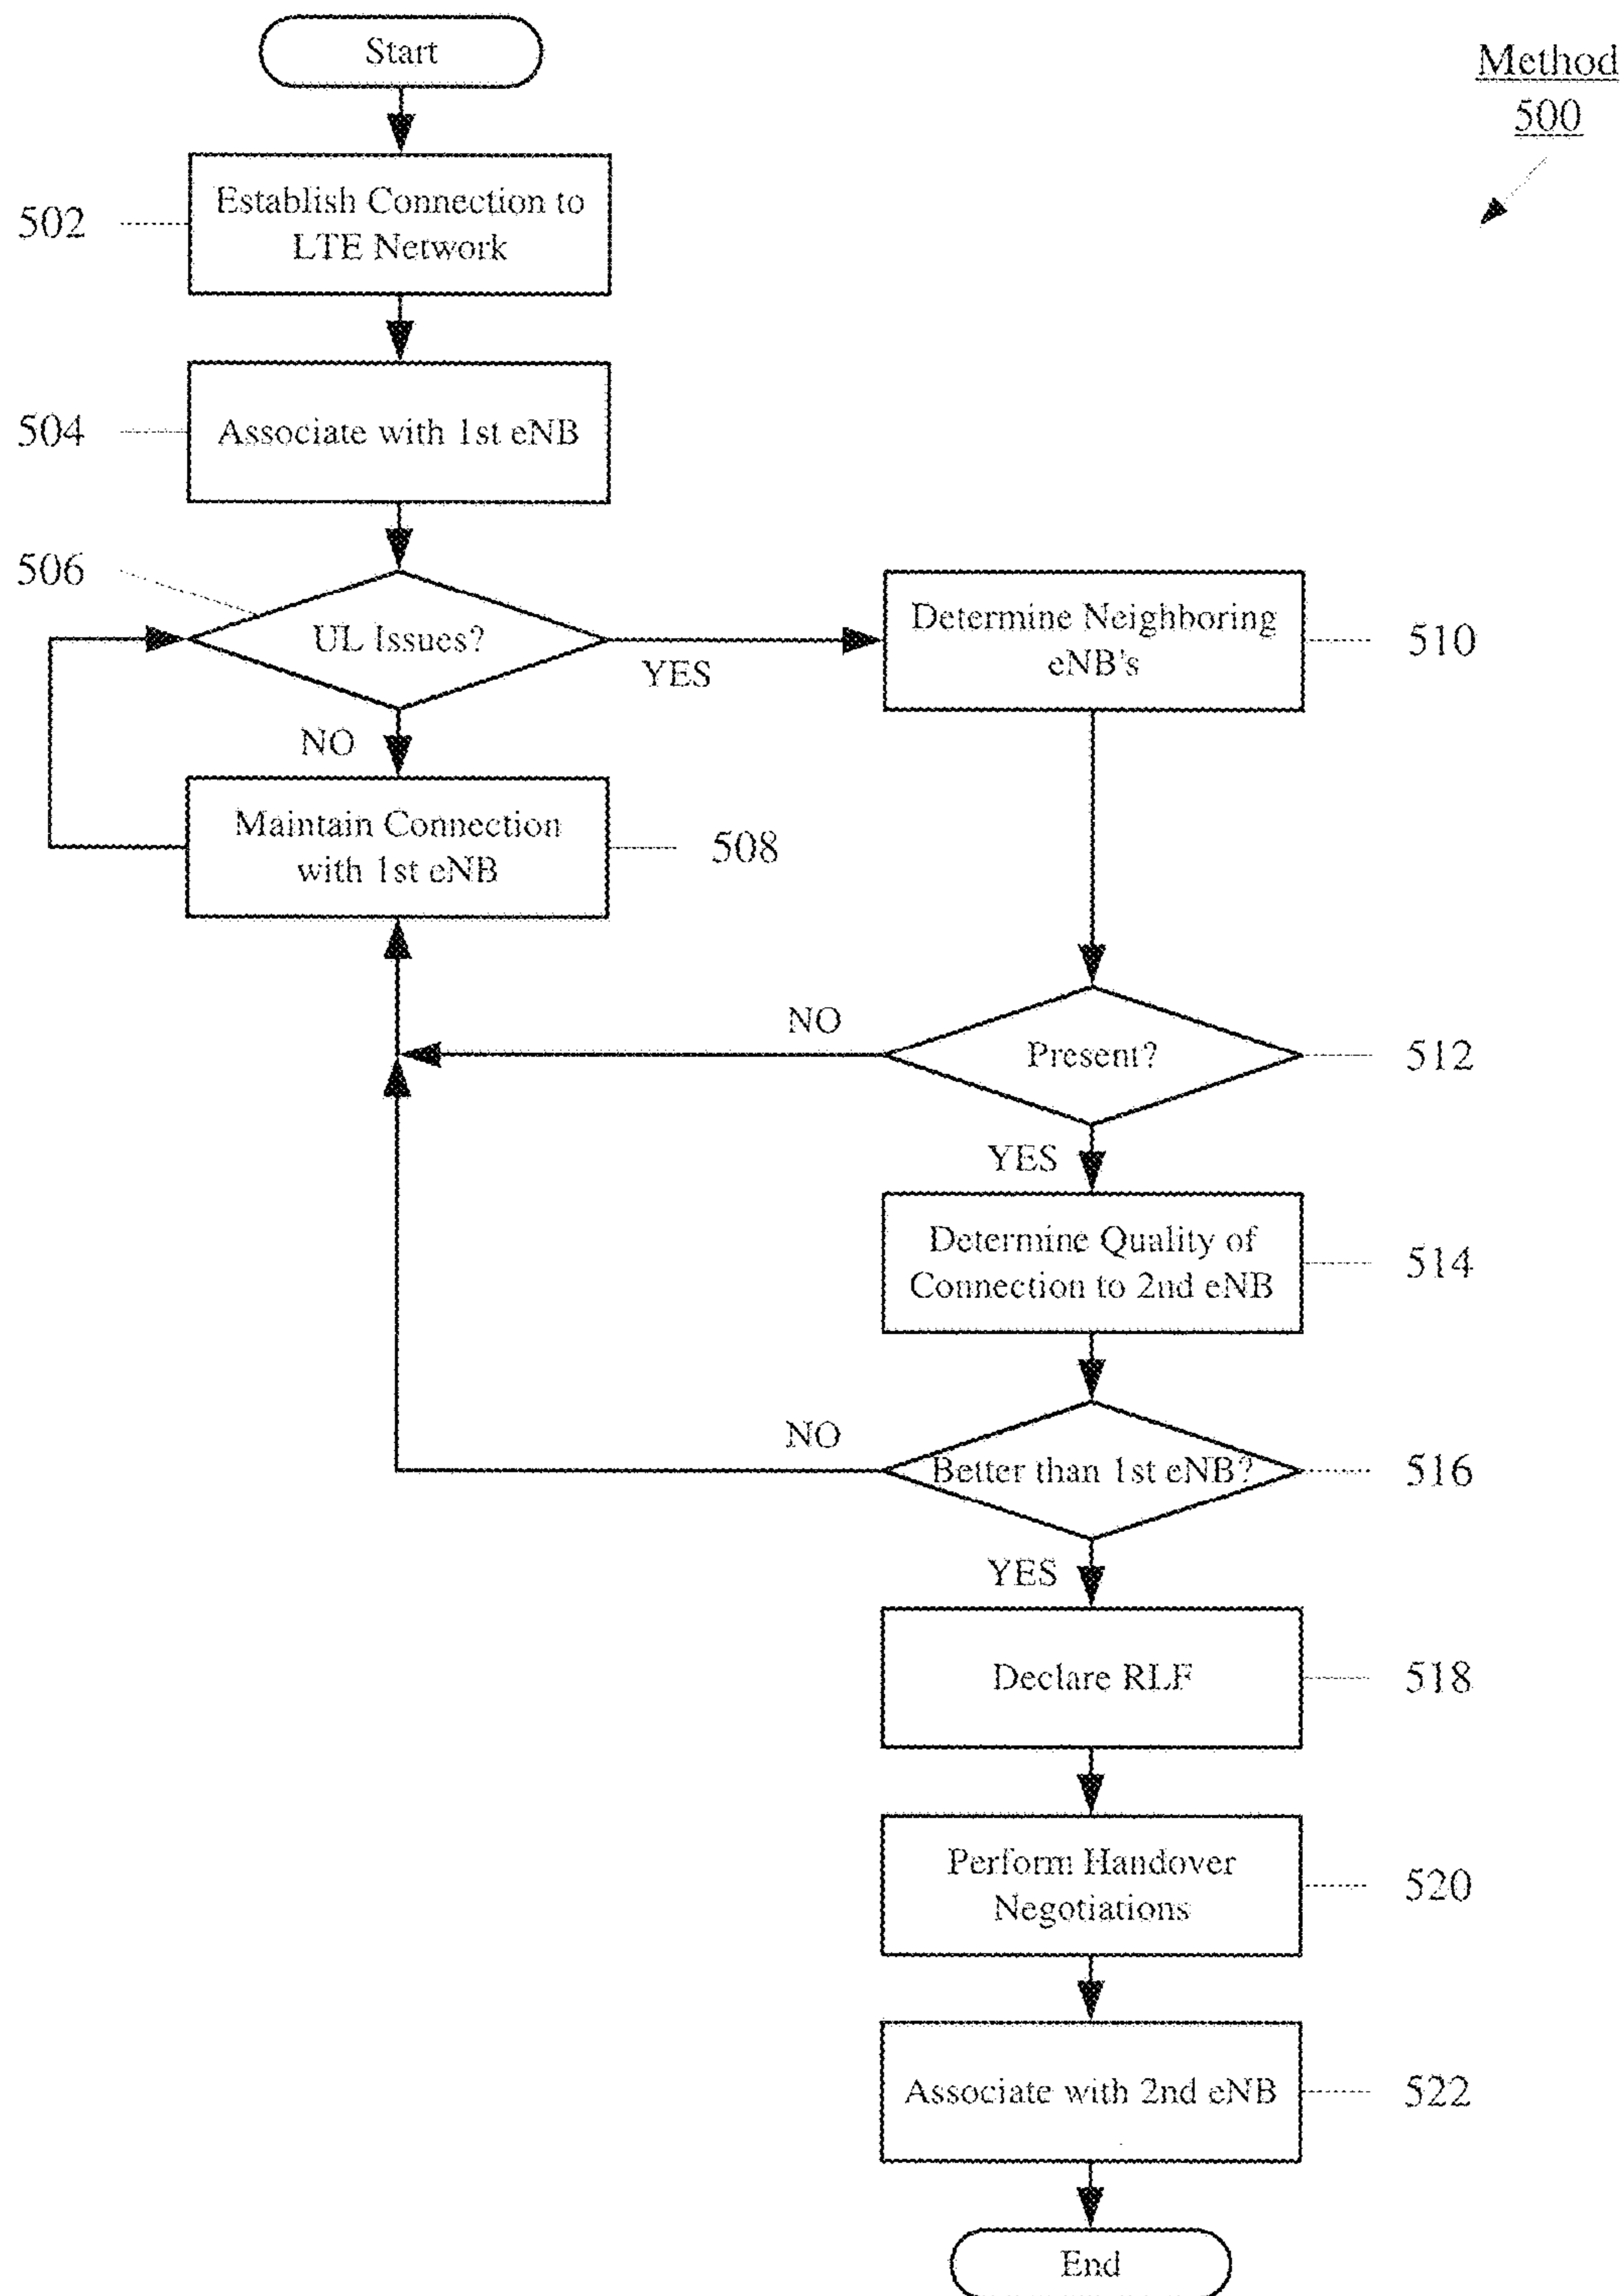 Start
Method
500
502
Establish Connection to
LTE Network
504
Associate with 1st eNB
506
UL Issues?
YES
NO
Determine Neighboring
eNB's
510
Maintain Connection
with 1st eNB
508
NO
Present?
512
YES
Determine Quality of
Connection to 2nd eNB
514
NO
Better than 1st eNB?
516
YES
Declare RLF
518
Perform Handover
Negotiations
520
Associate with 2nd eNB
522
End